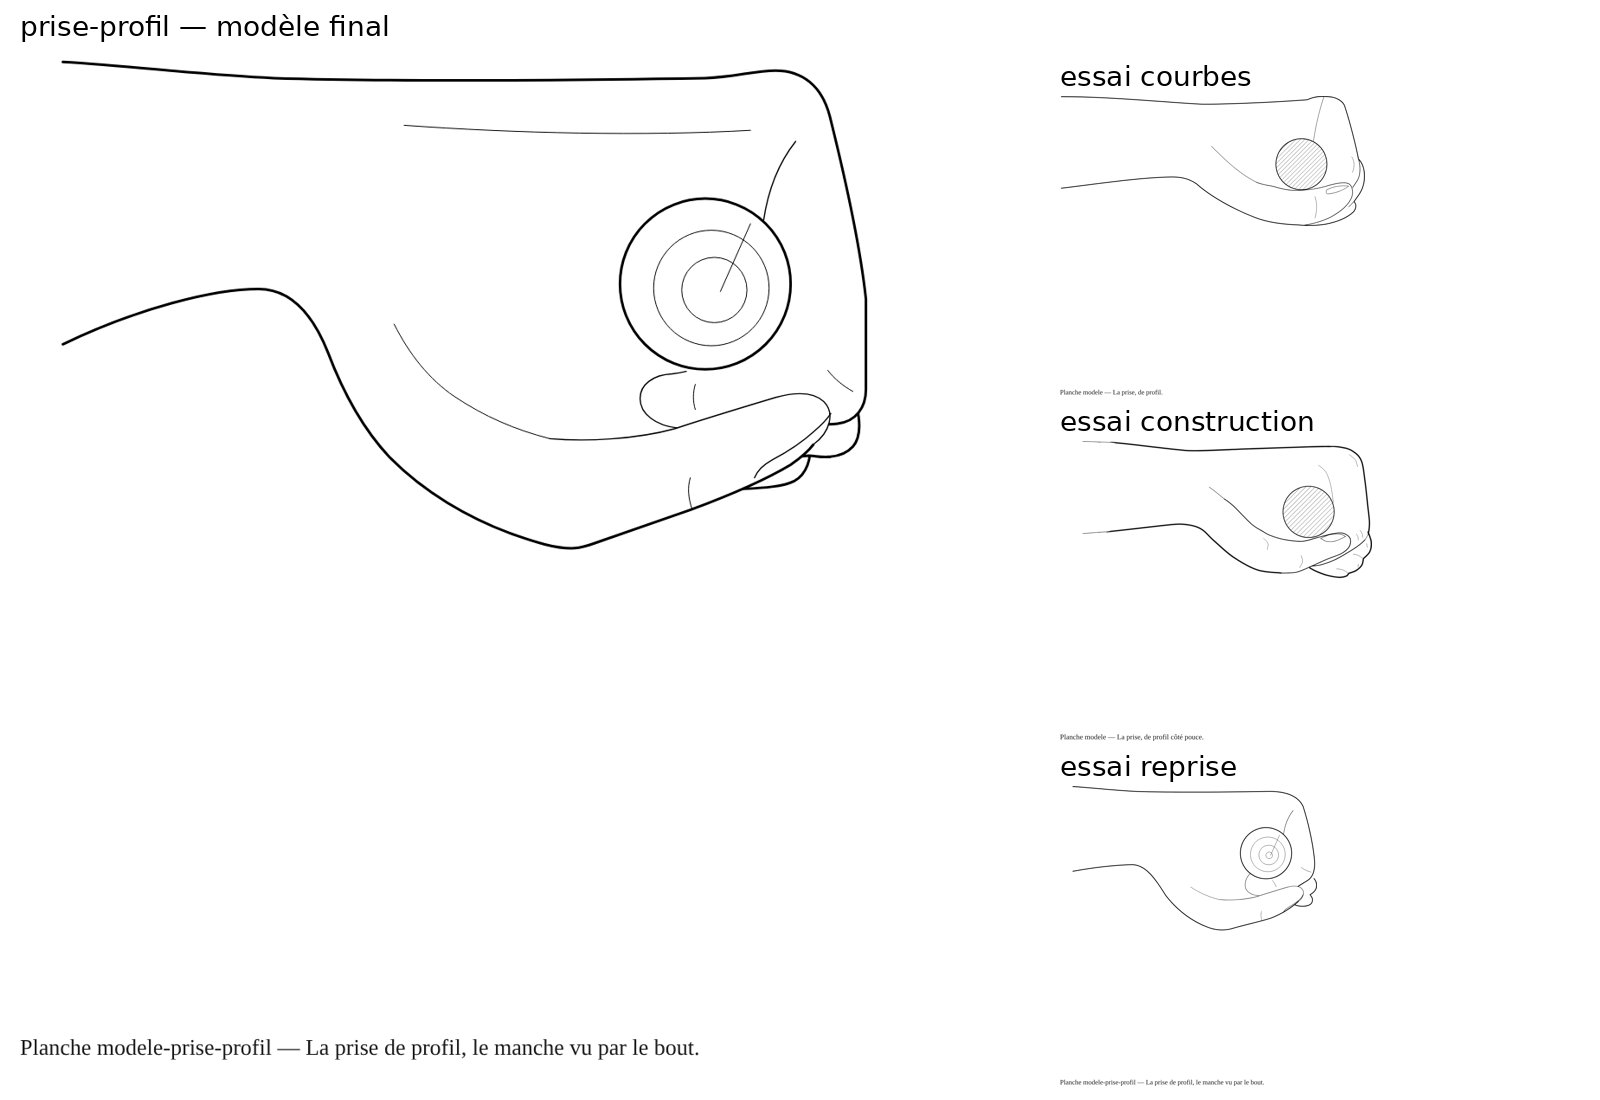 prise-profil — modèle final
essai courbes
Planche modele — La prise, de profil.
essai construction
Planche modele — La prise, de profil côté pouce.
essai reprise
Planche modele-prise-profil — La prise de profil, le manche vu par le bout.
Planche modele-prise-profil — La prise de profil, le manche vu par le bout.